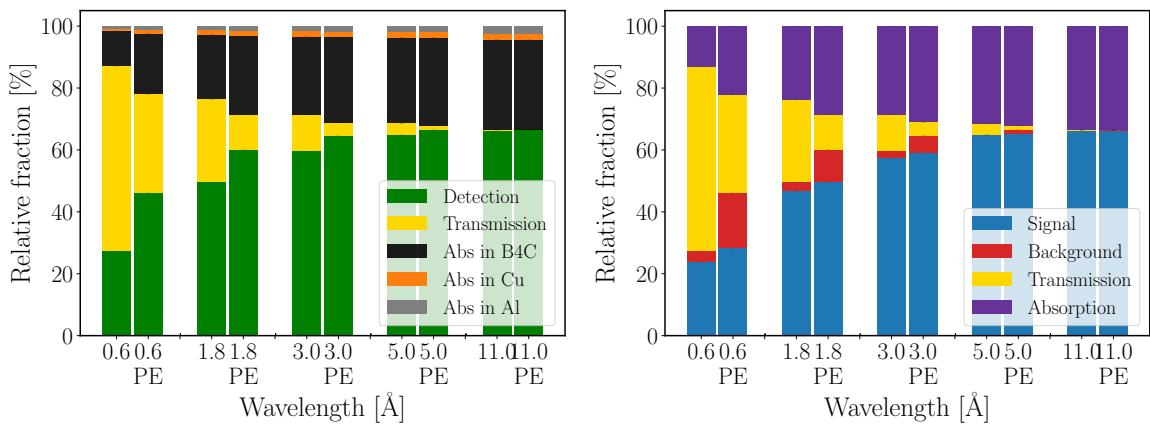 Relative fraction [%]
100
80
60
40
20
0
Detection
Transmission
Abs in B4C
Abs in Cu
Abs in Al
0.6 0.6 1.8 1.8 3.0 3.0 5.0 5.0 11.0 11.0
PE PE PE PE PE
Wavelength [Å]
Relative fraction [%]
100
80
60
40
20
0
Signal
Background
Transmission
Absorption
0.6 0.6 1.8 1.8 3.0 3.0 5.0 5.0 11.0 11.0
PE PE PE PE PE
Wavelength [Å]